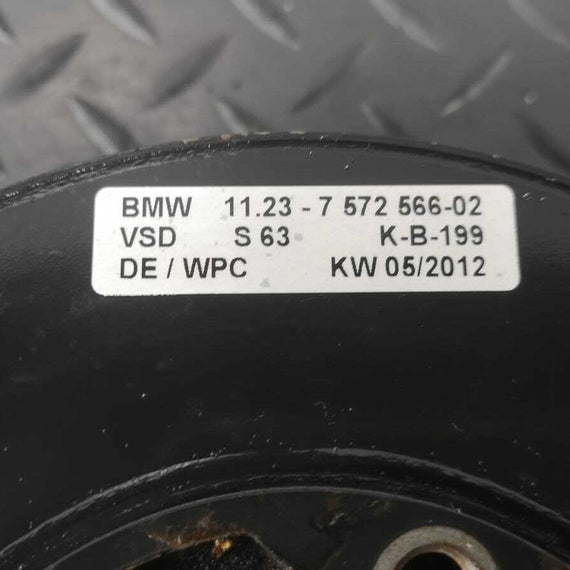 BMW 11.23 - 7 572 566-02
VSD S 63 K-B-199
DE / WPC KW 05/2012